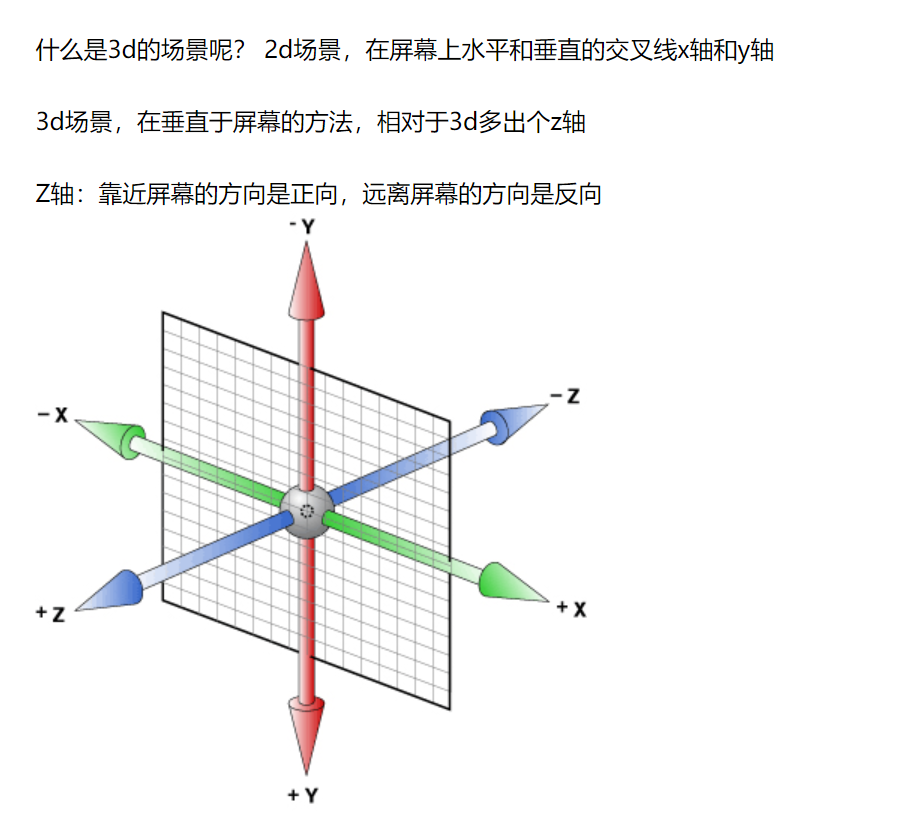 什么是3d的场景呢? 2d场景，在屏幕上水平和垂直的交叉线x轴和y轴
3d场景，在垂直于屏幕的方法，相对于3d多出个z轴
Z轴：靠近屏幕的方向是正向，远离屏幕的方向是反向
- Y
- X
- Z
+ Z
+ X
+ Y